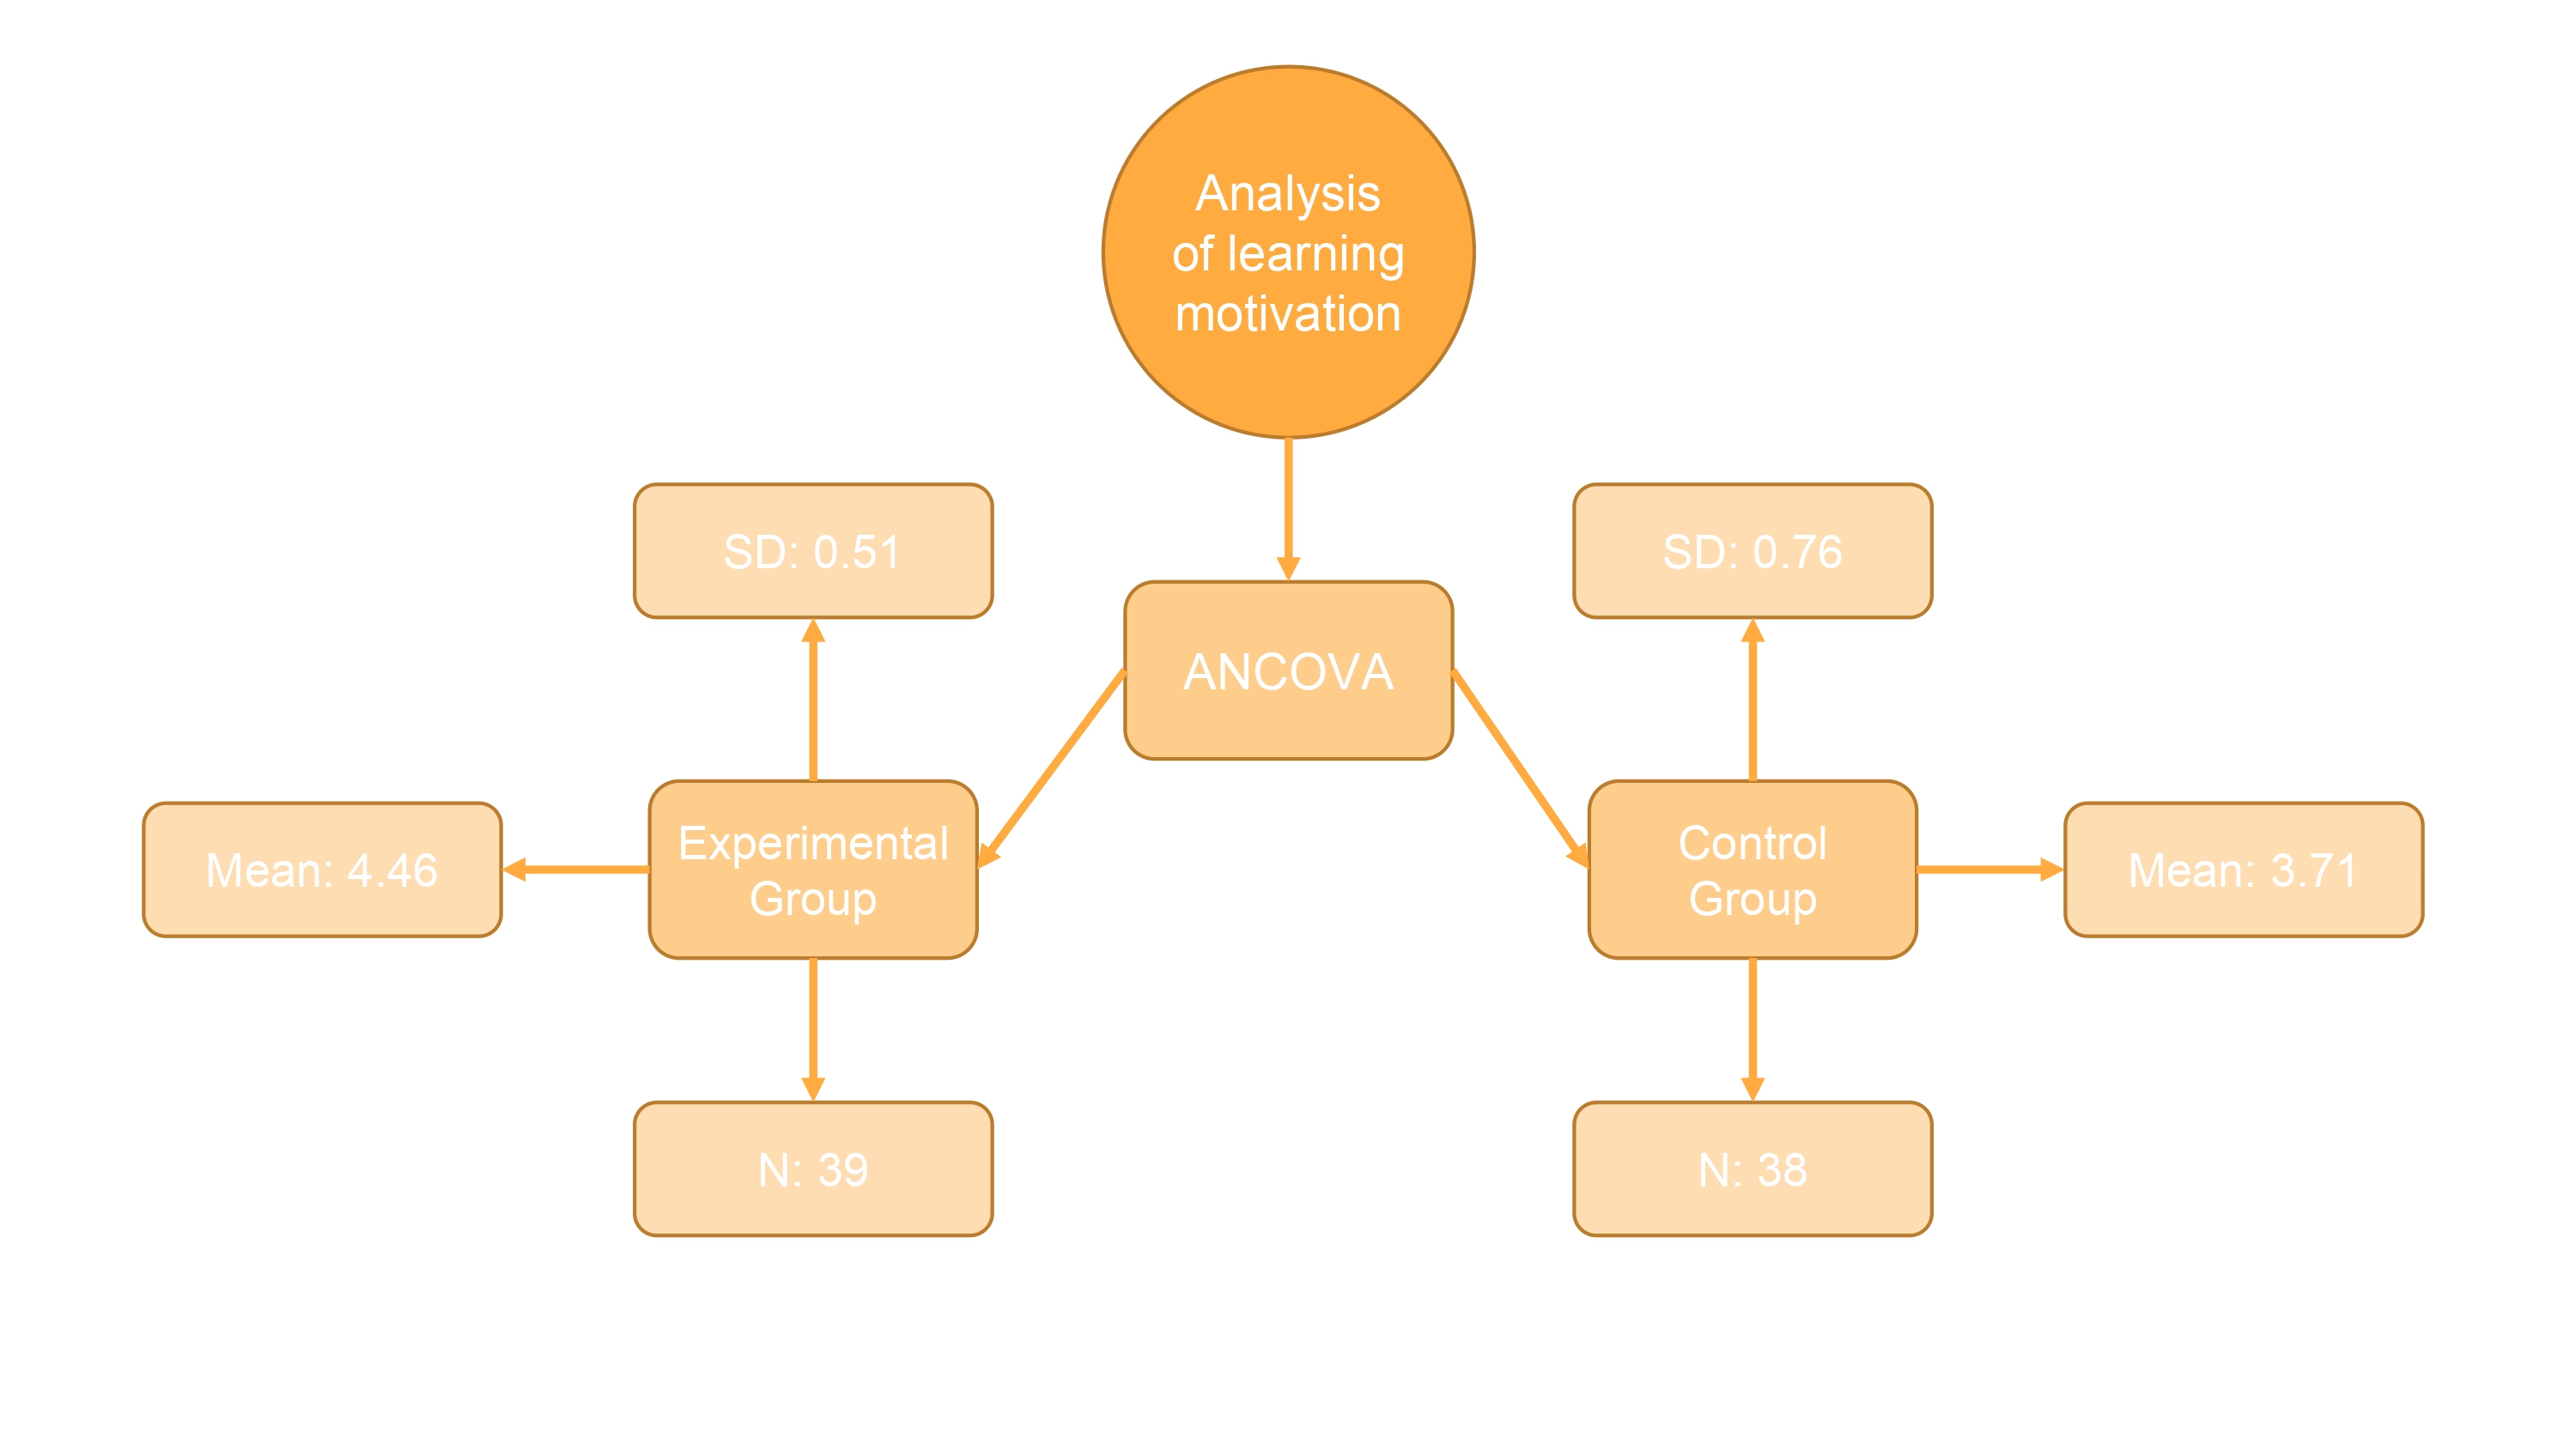 Analysis
of learning
motivation
SD: 0.51
SD: 0.76
ANCOVA
Mean: 4.46
Experimental
Group
Control
Group
Mean: 3.71
N: 39
N: 38